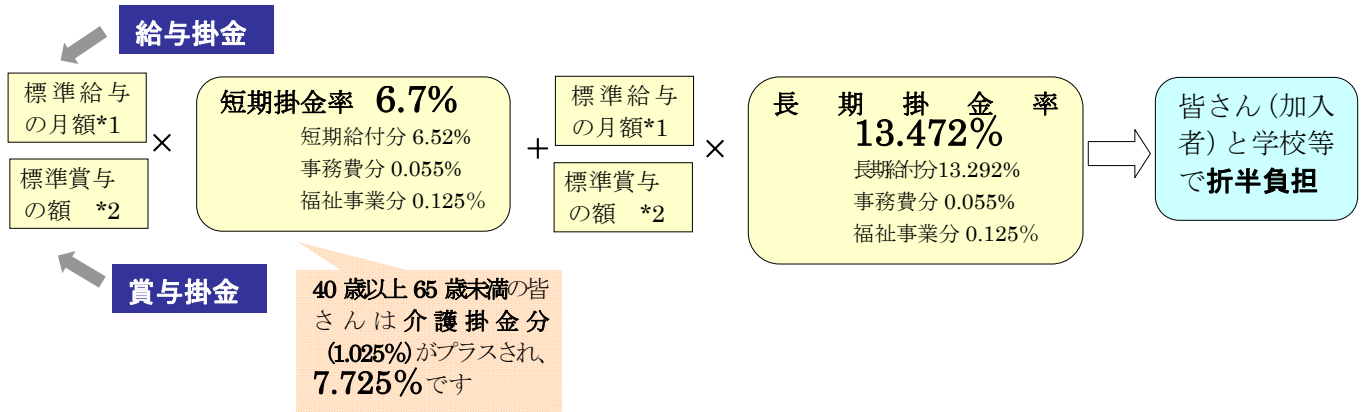 給与掛金
標準給与
の月額*1
×
標準賞与
の額 *2
賞与掛金
短期掛金率 6.7%
短期給付分 6.52%
事務費分 0.055%
福祉事業分 0.125%
40 歳以上 65 歳未満の皆
さんは介護掛金分
(1.025%)がプラスされ、
7.725%です
+
標準給与
の月額*1
標準賞与
の額 *2
×
長期掛金率
13.472%
長期給付分13.292%
事務費分 0.055%
福祉事業分 0.125%
皆さん(加入
者)と学校等
で折半負担